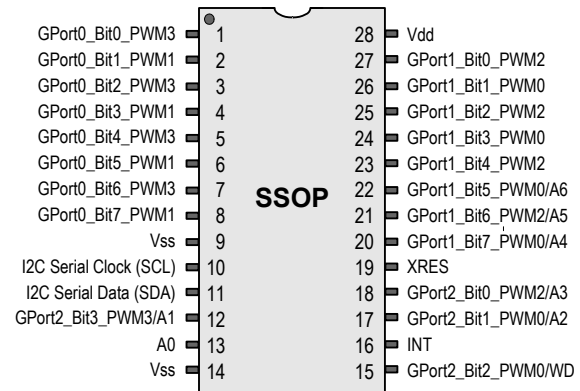 GPort0_Bit0_PWM3 1 28 Vdd
GPort0_Bit1_PWM1 2 27 GPort1_Bit0_PWM2
GPort0_Bit2_PWM3 3 26 GPort1_Bit1_PWM0
GPort0_Bit3_PWM1 4 25 GPort1_Bit2_PWM2
GPort0_Bit4_PWM3 5 24 GPort1_Bit3_PWM0
GPort0_Bit5_PWM1 6 23 GPort1_Bit4_PWM2
GPort0_Bit6_PWM3 7 22 GPort1_Bit5_PWM0/A6
SSOP
GPort0_Bit7_PWM1 8 21 GPort1_Bit6_PWM2/A5
Vss 9 20 GPort1_Bit7_PWM0/A4
I2C Serial Clock (SCL) 10 19 XRES
I2C Serial Data (SDA) 11 18 GPort2_Bit0_PWM2/A3
GPort2_Bit3_PWM3/A1 12 17 GPort2_Bit1_PWM0/A2
A0 13 16 INT
Vss 14 15 GPort2_Bit2_PWM0/WD